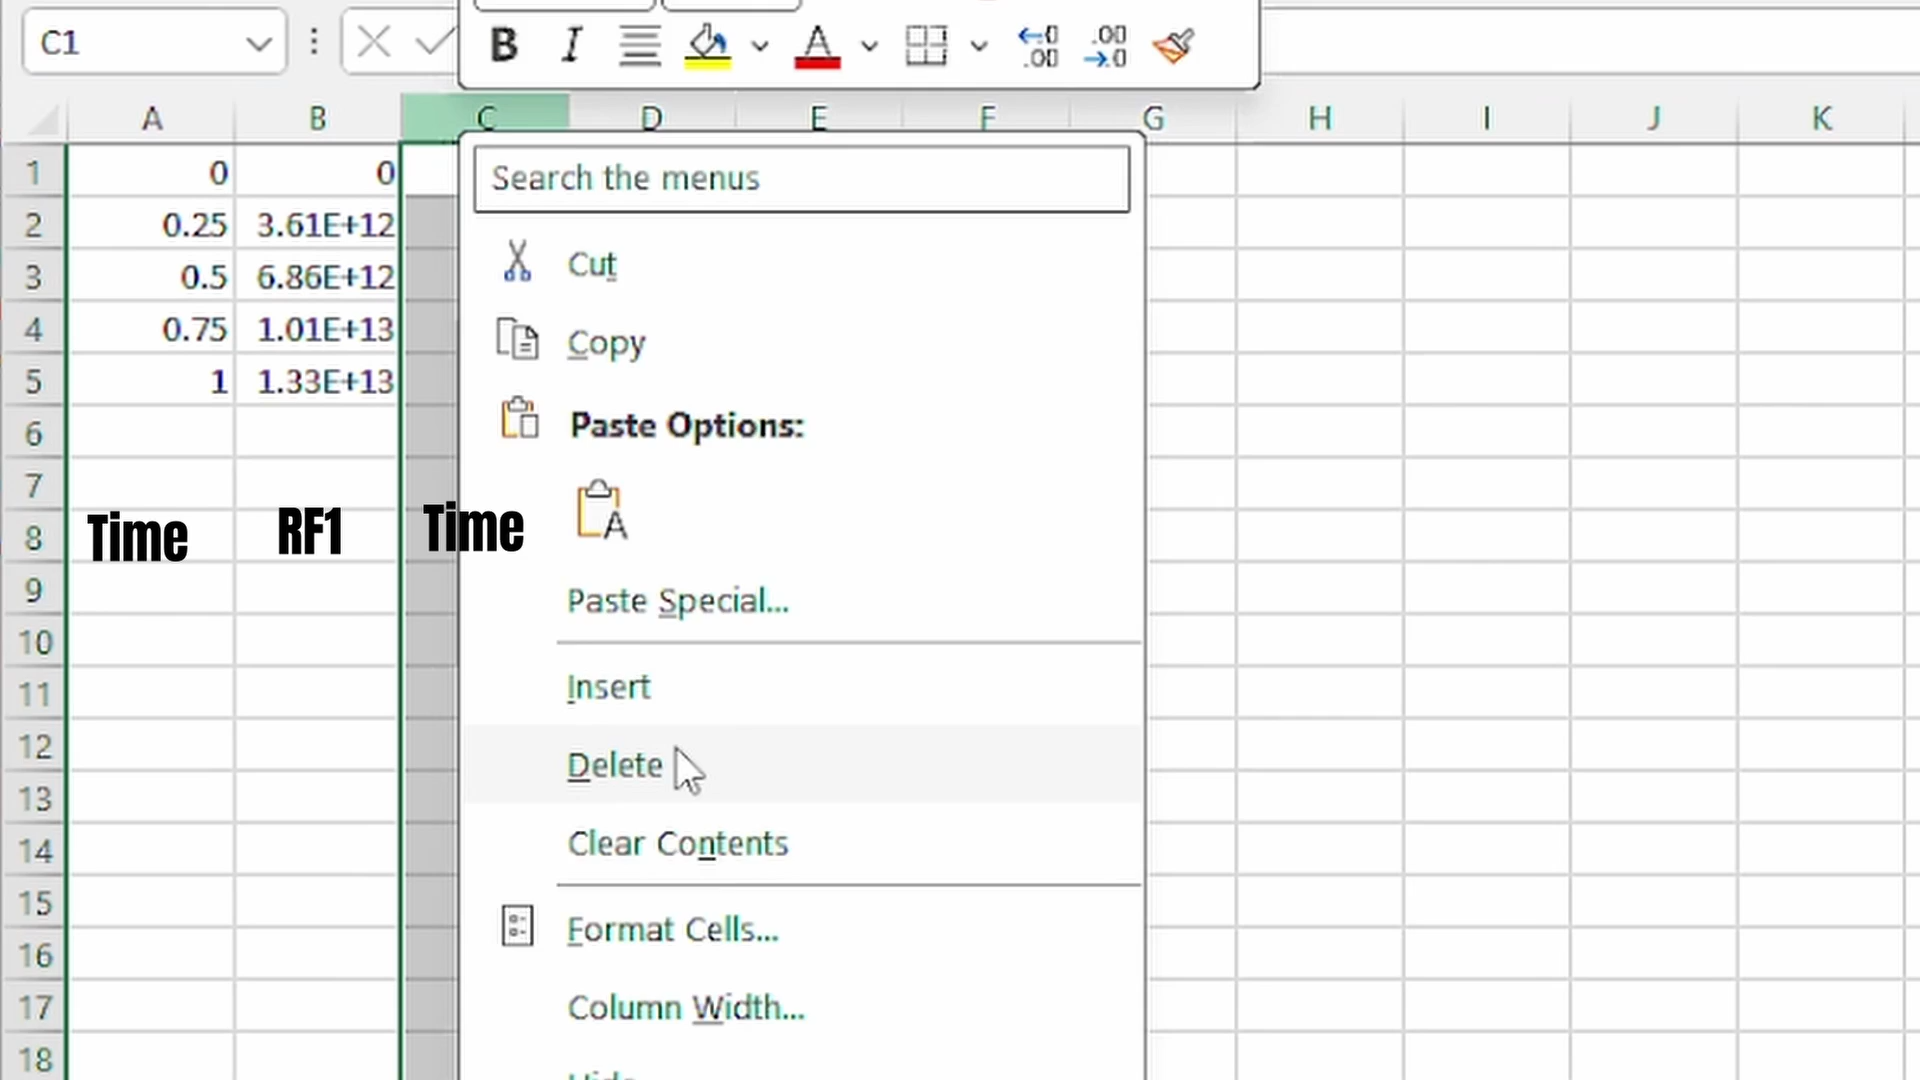 C1
B I A .00 .00
A B C D E F G H I J K
1 0 0
2 0.25 3.61E+12
3 0.5 6.86E+12
4 0.75 1.01E+13
5 1 1.33E+13
6
7
8
9
10
11
12
13
14
15
16
17
18
Time RF1 Time
Search the menus
Cut
Copy
Paste Options:
A
Paste Special...
Insert
Delete
Clear Contents
Format Cells...
Column Width...